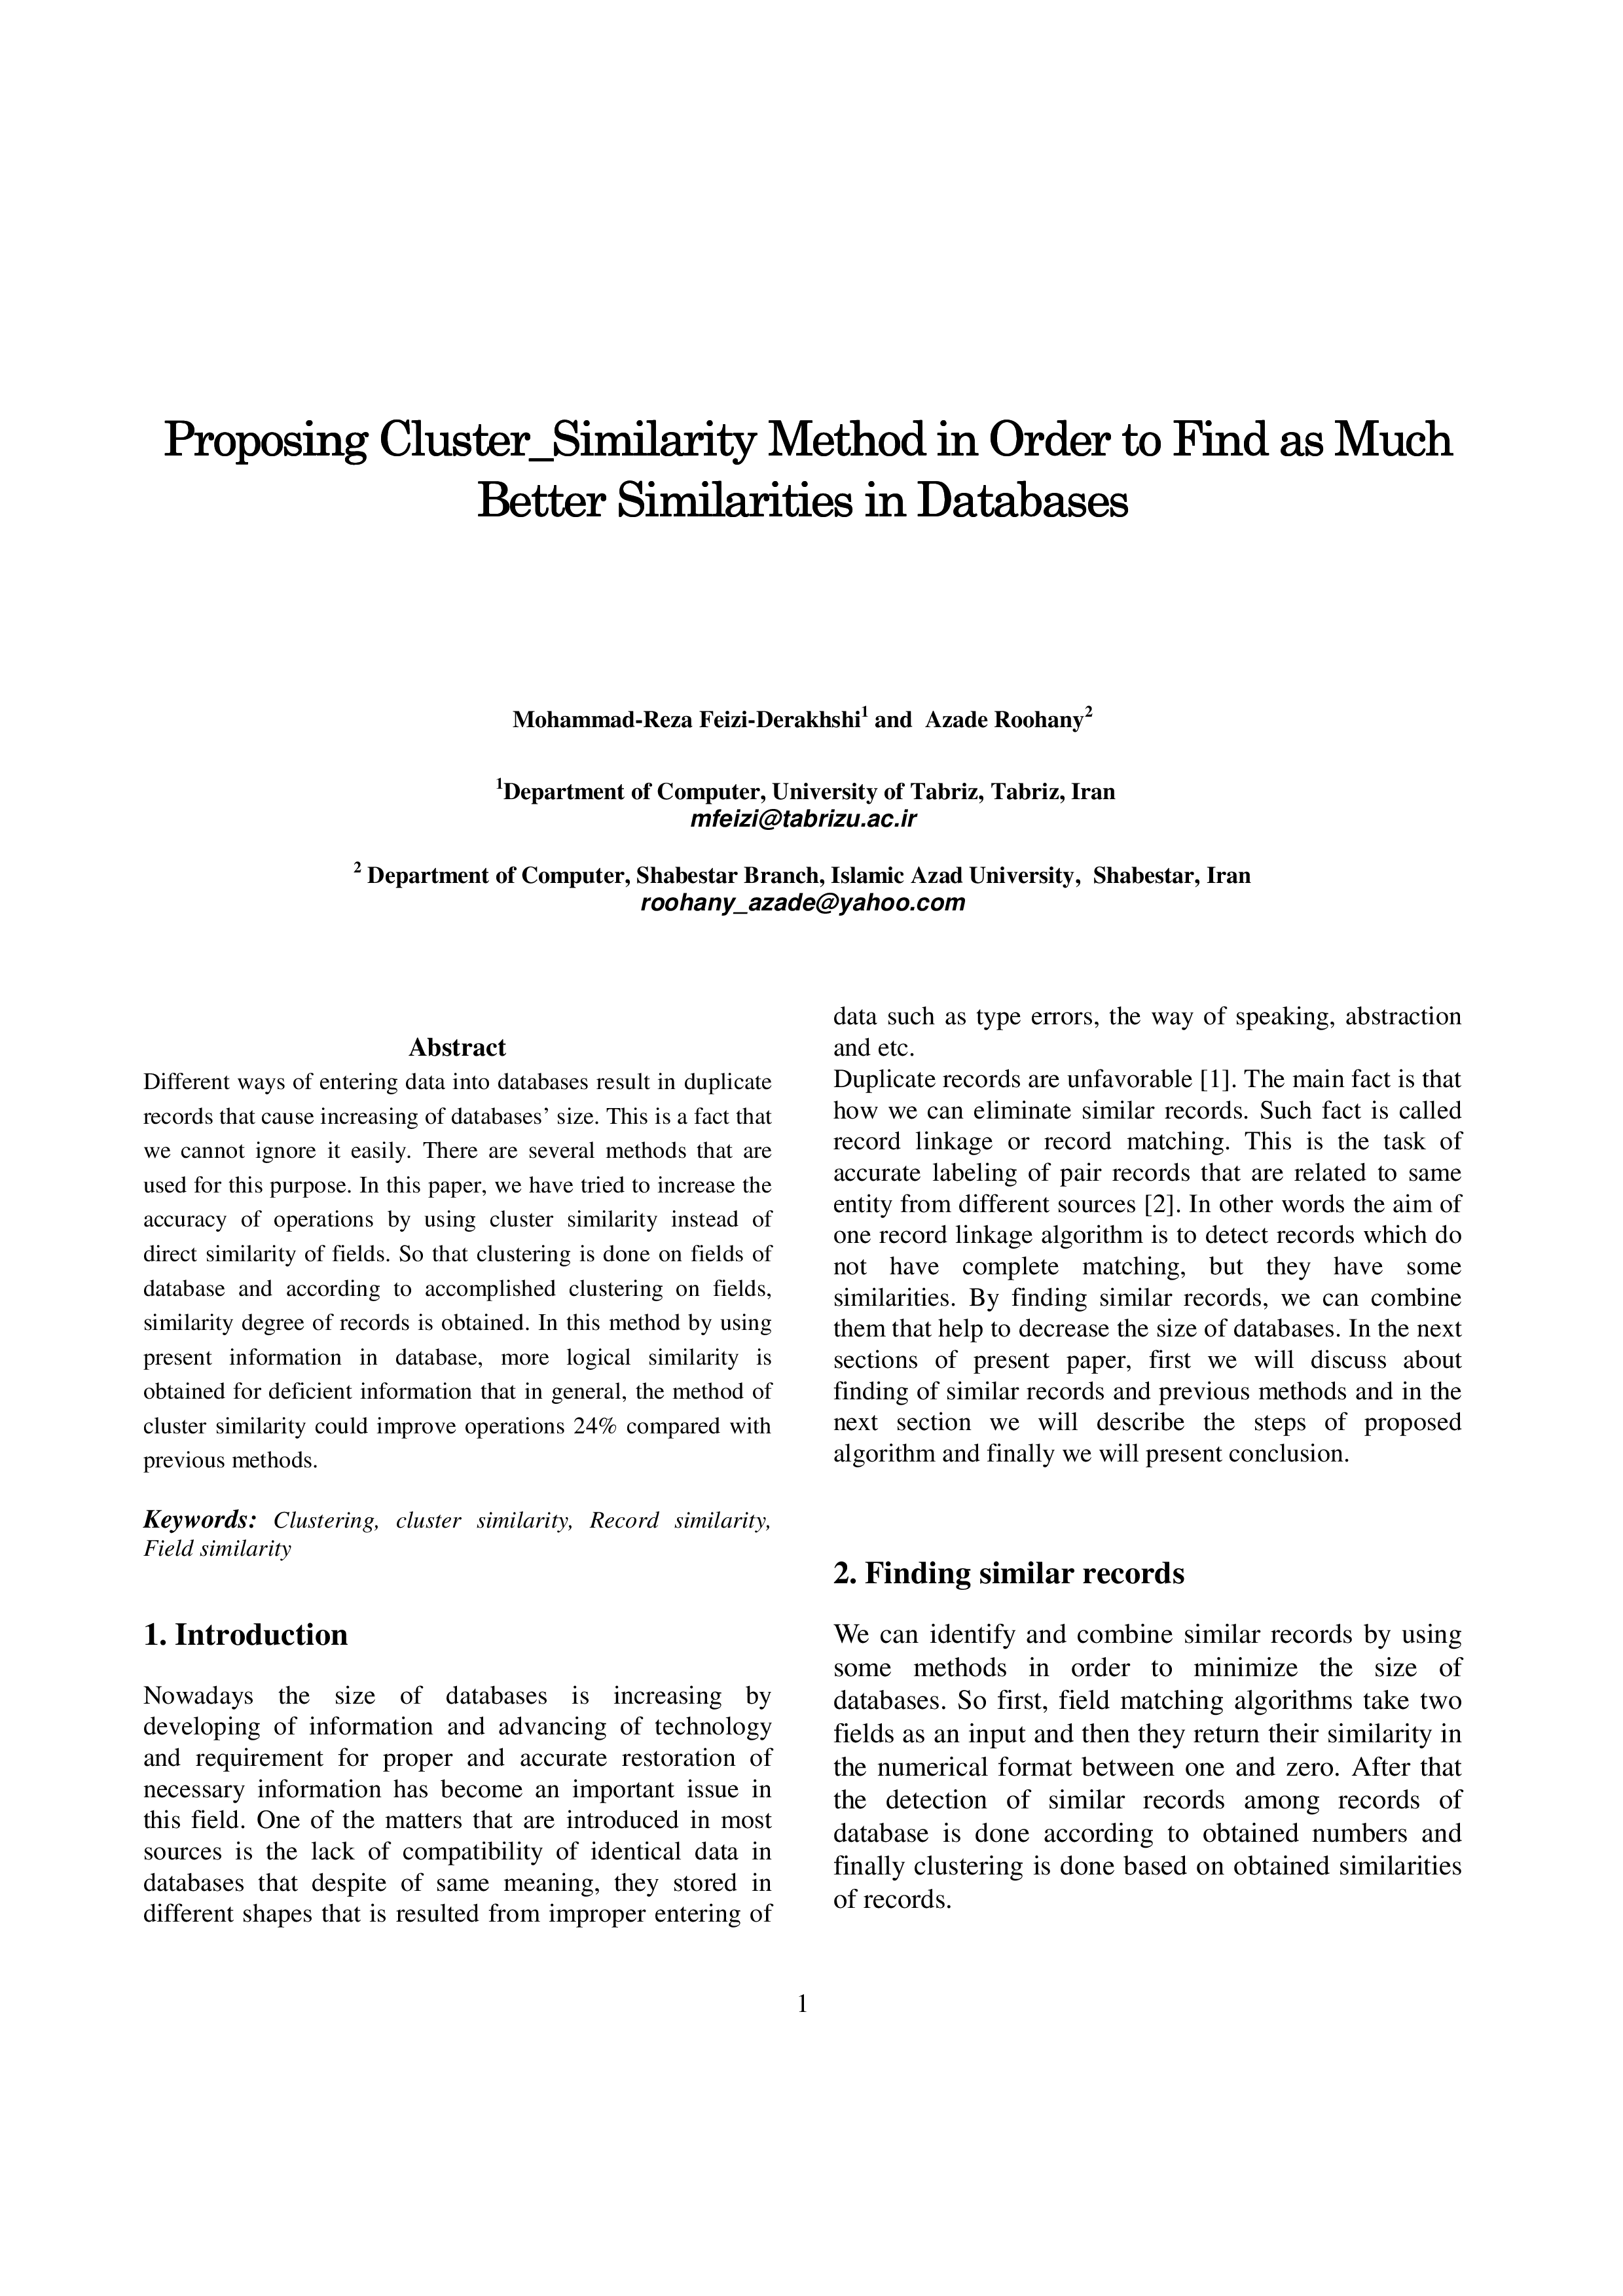 Proposing Cluster_Similarity Method in Order to Find as Much
Better Similarities in Databases
Mohammad-Reza Feizi-Derakhshi1 and Azade Roohany2
1Department of Computer, University of Tabriz, Tabriz, Iran
mfeizi@tabrizu.ac.ir
2 Department of Computer, Shabestar Branch, Islamic Azad University, Shabestar, Iran
roohany_azade@yahoo.com
Abstract
Different ways of entering data into databases result in duplicate
records that cause increasing of databases’ size. This is a fact that
we cannot ignore it easily. There are several methods that are
used for this purpose. In this paper, we have tried to increase the
accuracy of operations by using cluster similarity instead of
direct similarity of fields. So that clustering is done on fields of
database and according to accomplished clustering on fields,
similarity degree of records is obtained. In this method by using
present information in database, more logical similarity is
obtained for deficient information that in general, the method of
cluster similarity could improve operations 24% compared with
previous methods.
Keywords: Clustering, cluster similarity, Record similarity,
Field similarity
1. Introduction
Nowadays the size of databases is increasing by
developing of information and advancing of technology
and requirement for proper and accurate restoration of
necessary information has become an important issue in
this field. One of the matters that are introduced in most
sources is the lack of compatibility of identical data in
databases that despite of same meaning, they stored in
different shapes that is resulted from improper entering of
data such as type errors, the way of speaking, abstraction
and etc.
Duplicate records are unfavorable [1]. The main fact is that
how we can eliminate similar records. Such fact is called
record linkage or record matching. This is the task of
accurate labeling of pair records that are related to same
entity from different sources [2]. In other words the aim of
one record linkage algorithm is to detect records which do
not have complete matching, but they have some
similarities. By finding similar records, we can combine
them that help to decrease the size of databases. In the next
sections of present paper, first we will discuss about
finding of similar records and previous methods and in the
next section we will describe the steps of proposed
algorithm and finally we will present conclusion.
2. Finding similar records
We can identify and combine similar records by using
some methods in order to minimize the size of
databases. So first, field matching algorithms take two
fields as an input and then they return their similarity in
the numerical format between one and zero. After that
the detection of similar records among records of
database is done according to obtained numbers and
finally clustering is done based on obtained similarities
of records.
1